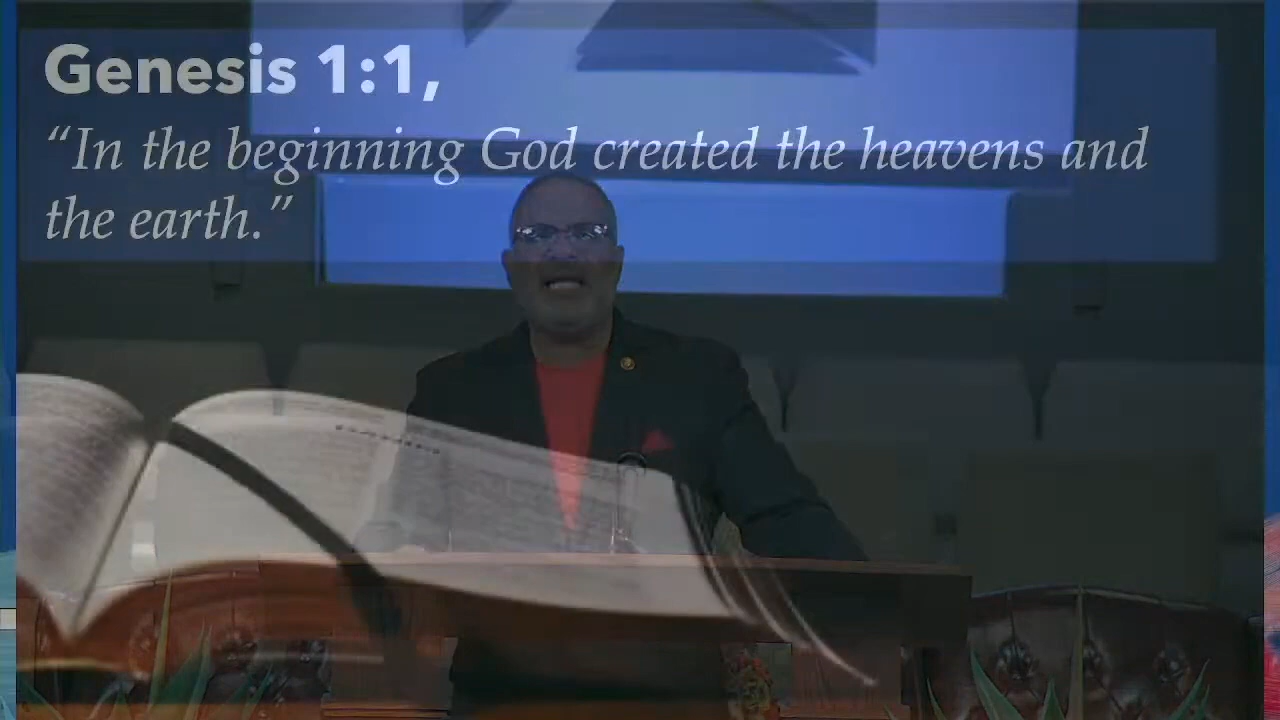 Genesis 1:1,
“In the beginning God created the heavens and
the earth.”